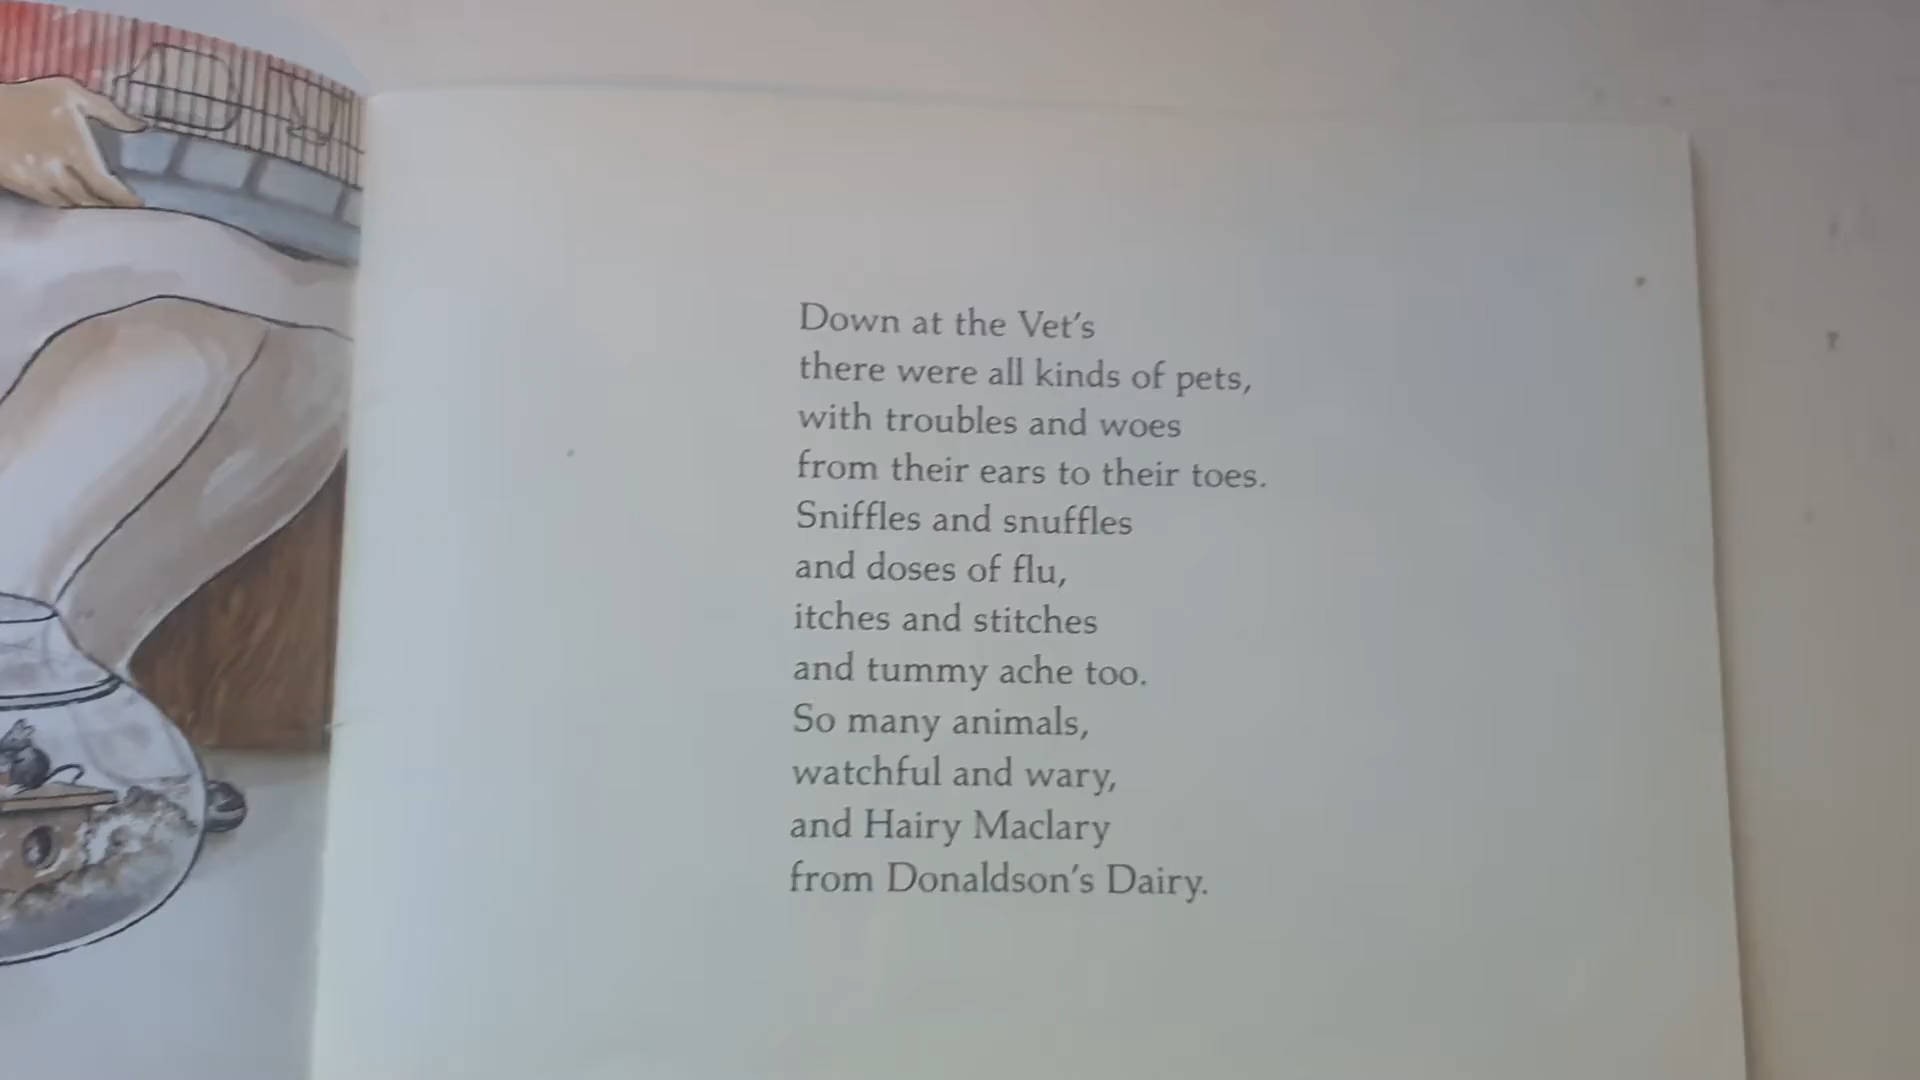 Down at the Vet's
there were all kinds of pets,
with troubles and woes
from their ears to their toes.
Sniffles and snuffles
and doses of flu,
itches and stitches
and tummy ache too.
So many animals,
watchful and wary,
and Hairy Maclary
from Donaldson's Dairy.